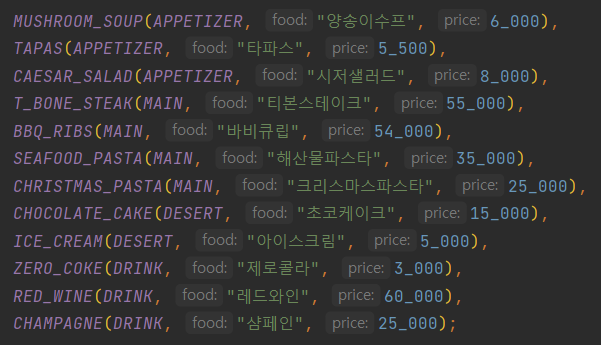 MUSHROOM_SOUP(APPETIZER, food: "양송이수프", price: 6_000),
TAPAS(APPETIZER, food: "타파스", price: 5_500),
CAESAR_SALAD(APPETIZER, food: "시저샐러드", price: 8_000),
T_BONE_STEAK(MAIN, food: "티본스테이크", price: 55_000),
BBQ_RIBS(MAIN, food: "바비큐립", price: 54_000),
SEAFOOD_PASTA(MAIN, food: "해산물파스타", price: 35_000),
CHRISTMAS_PASTA(MAIN, food: "크리스마스파스타", price: 25_000),
CHOCOLATE_CAKE(DESERT, food: "초코케이크", price: 15_000),
ICE_CREAM(DESERT, food: "아이스크림", price: 5_000),
ZERO_COKE(DRINK, food: "제로콜라", price: 3_000),
RED_WINE(DRINK, food: "레드와인", price: 60_000),
CHAMPAGNE(DRINK, food: "샴페인", price: 25_000);